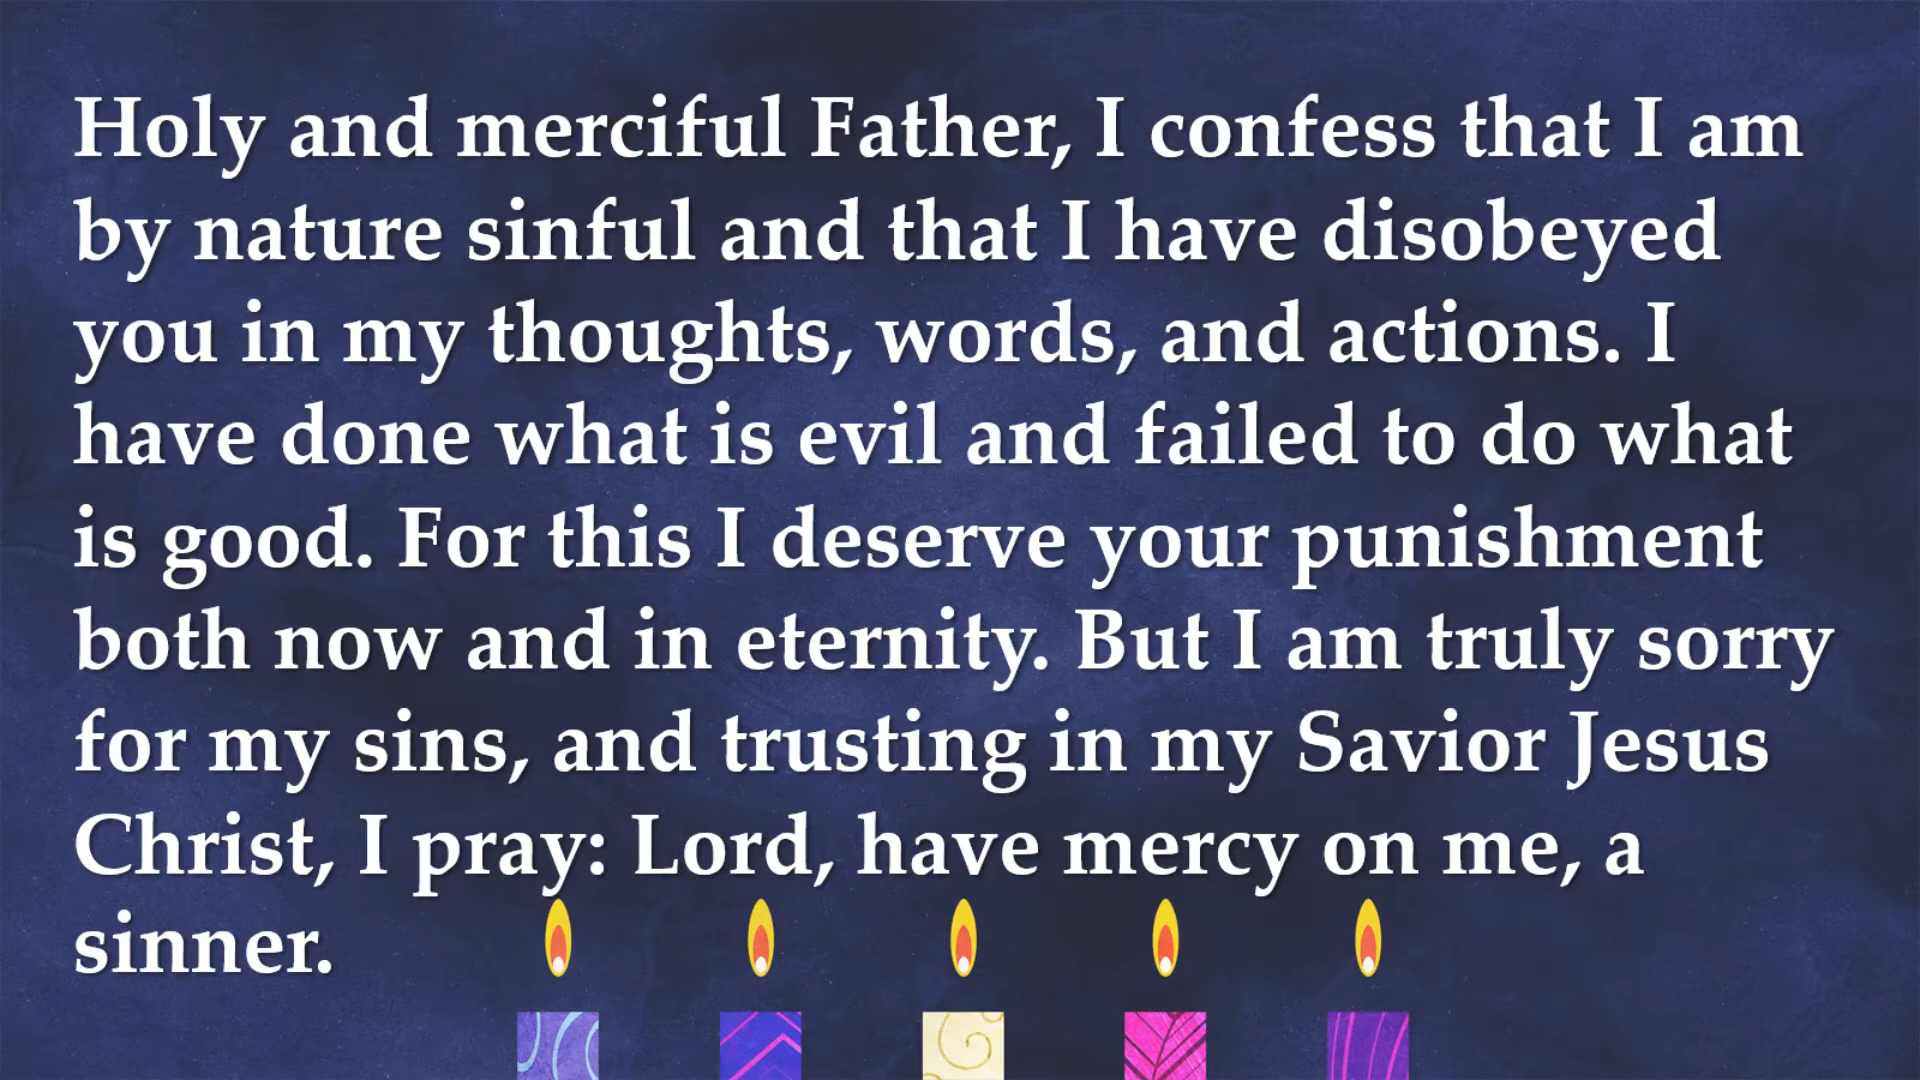 Holy and merciful Father, I confess that I am
by nature sinful and that I have disobeyed
you in my thoughts, words, and actions. I
have done what is evil and failed to do what
is good. For this I deserve your punishment
both now and in eternity. But I am truly sorry
for my sins, and trusting in my Savior Jesus
Christ, I pray: Lord, have mercy on me, a
sinner.